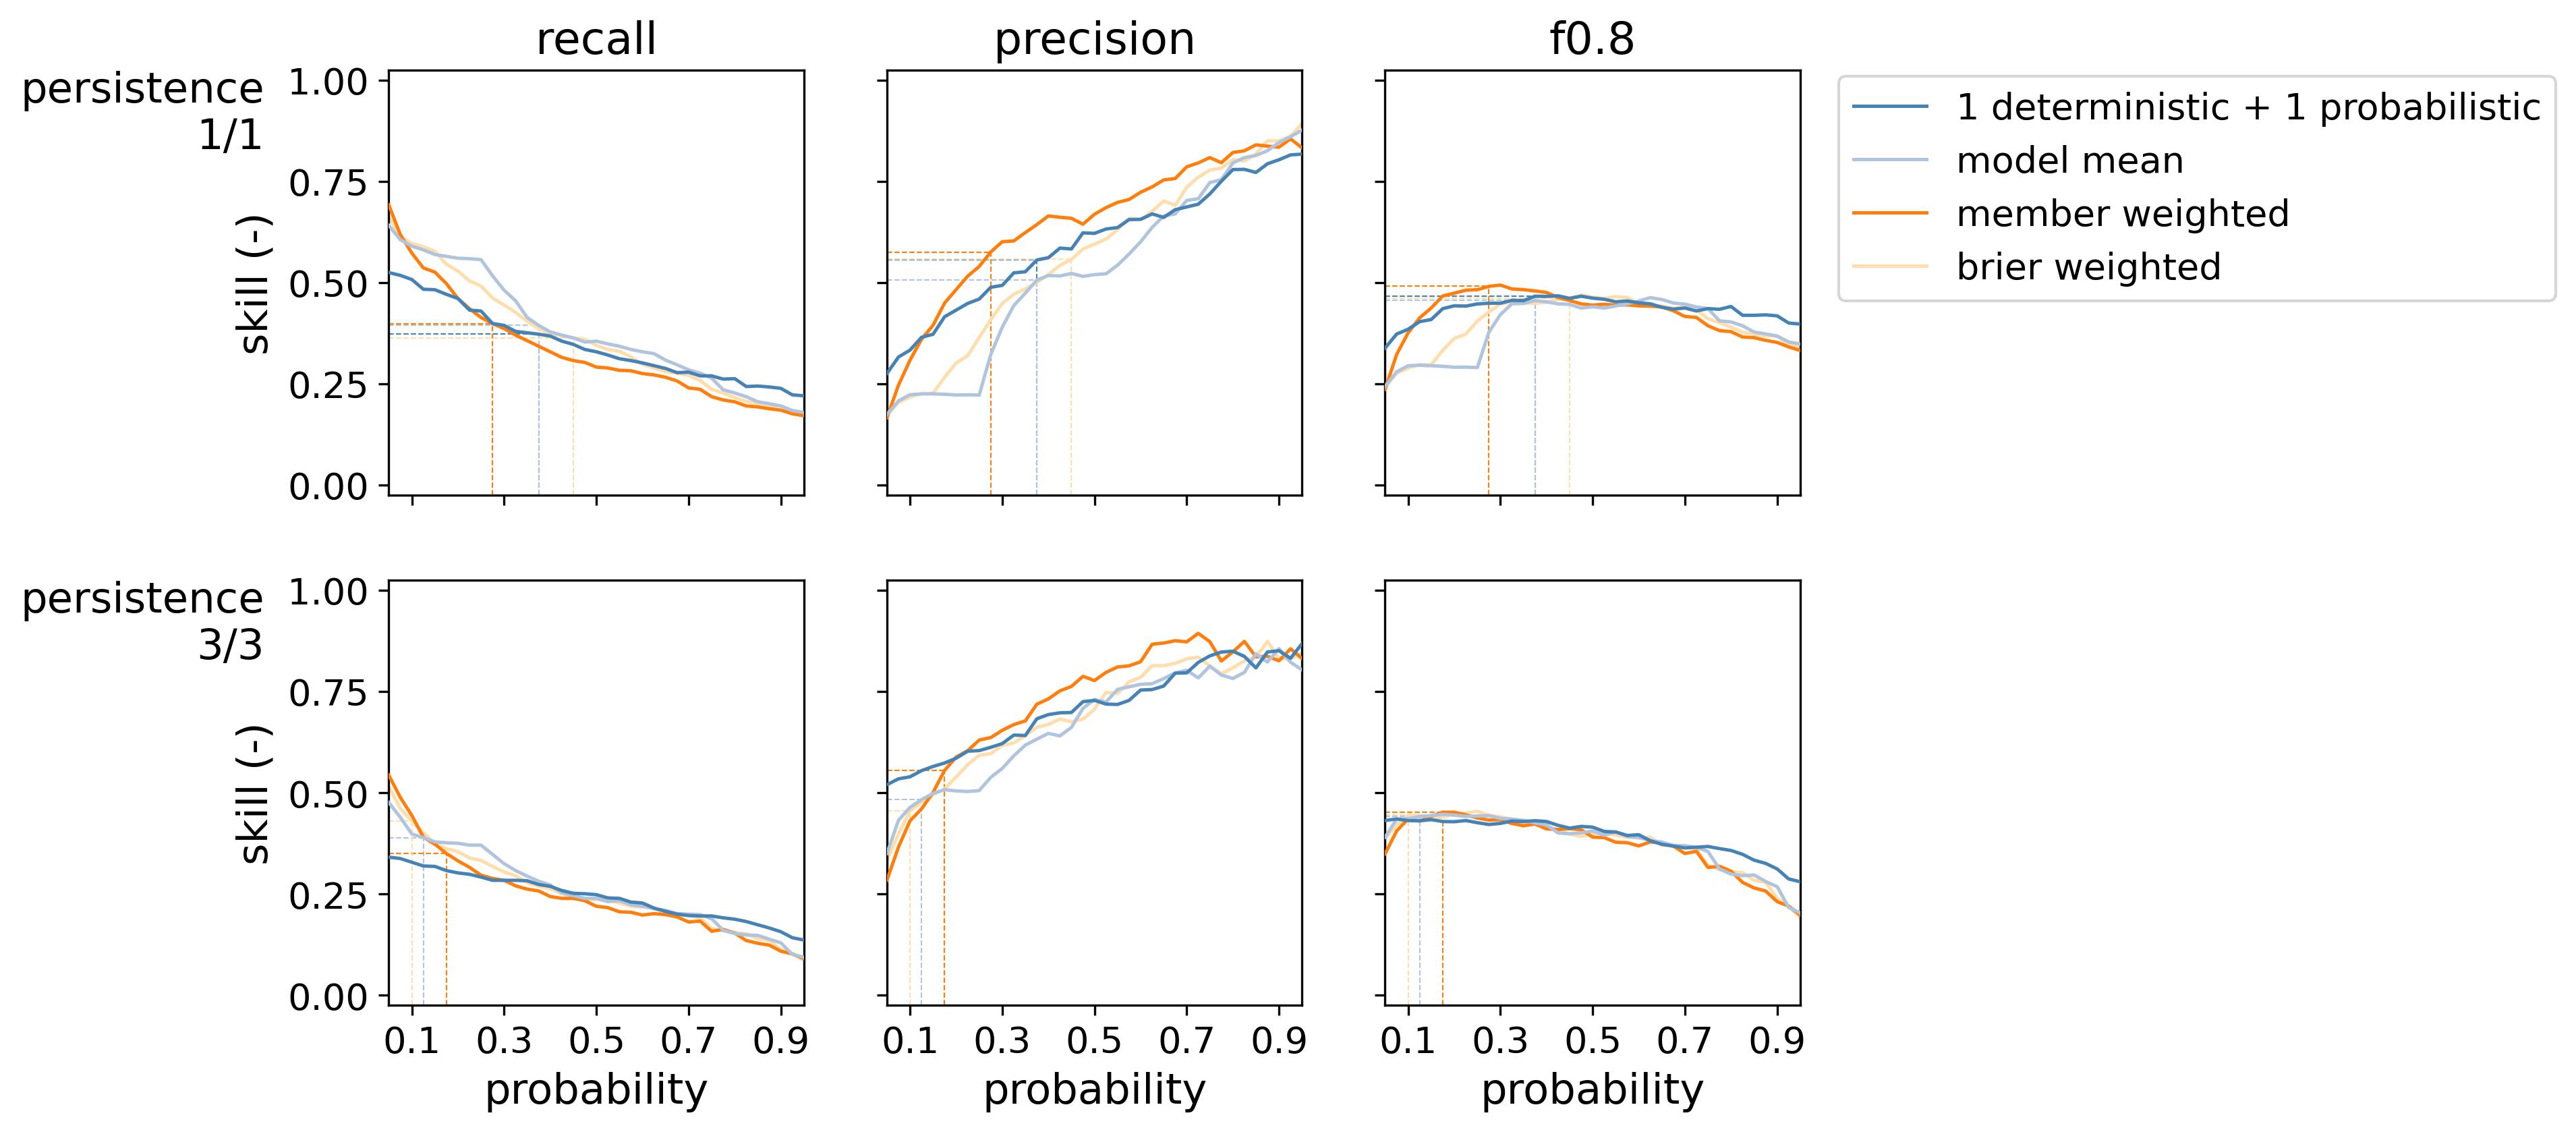 recall
precision
f0.8
persistence
1/1
skill (-)
1.00
0.75
0.50
0.25
0.00
1 deterministic + 1 probabilistic
model mean
member weighted
brier weighted
persistence
3/3
skill (-)
1.00
0.75
0.50
0.25
0.00
0.1 0.3 0.5 0.7 0.9
0.1 0.3 0.5 0.7 0.9
0.1 0.3 0.5 0.7 0.9
probability
probability
probability